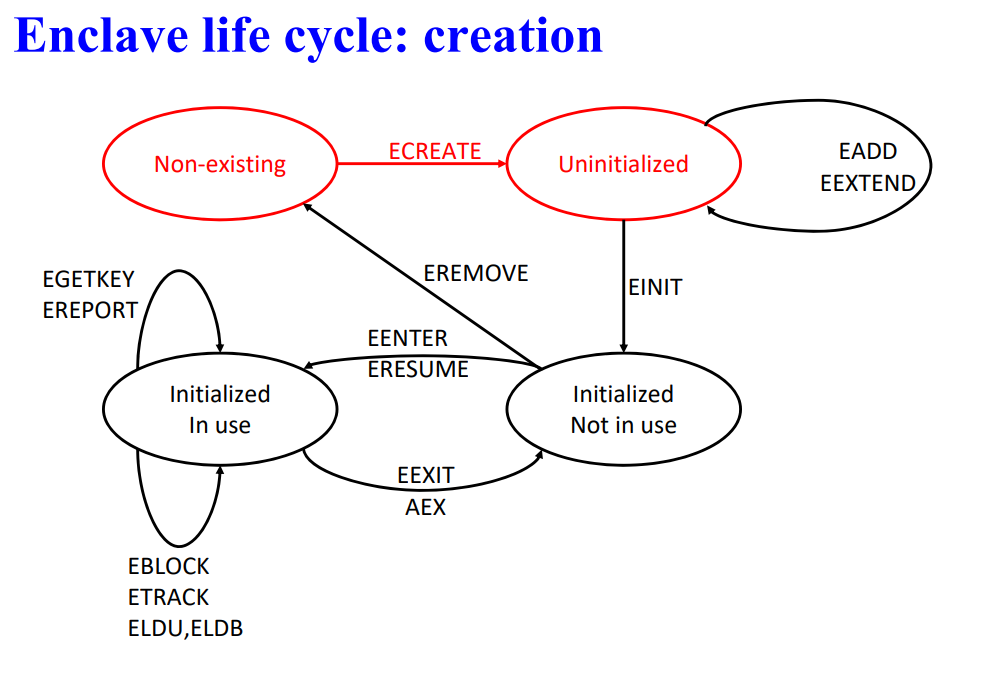 Enclave life cycle: creation
Non-existing
ECREATE
Uninitialized
EADD
EEXTEND
EGETKEY
EREPORT
EREMOVE
EINIT
EENTER
ERESUME
Initialized
In use
Initialized
Not in use
EEXIT
AEX
EBLOCK
ETRACK
ELDU,ELDB